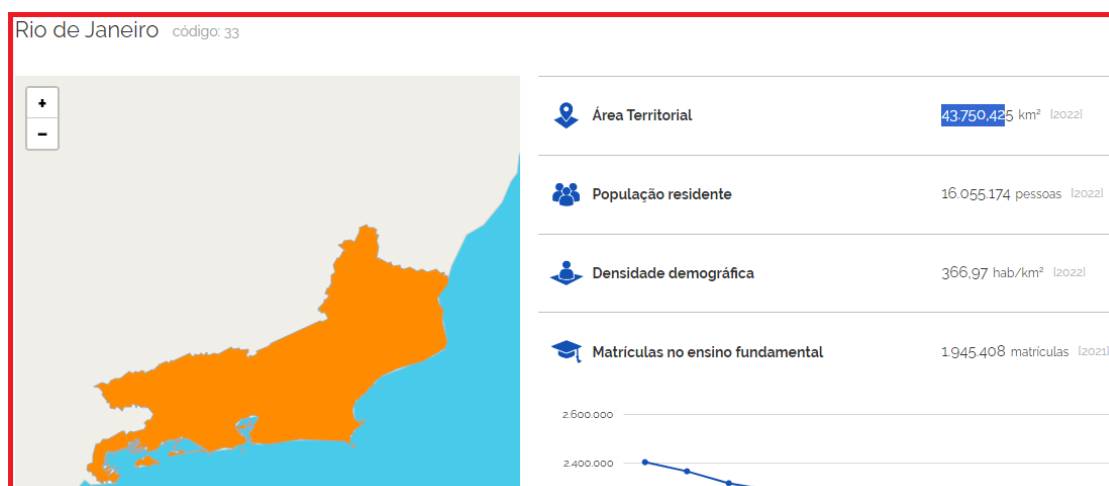 Rio de Janeiro código: 33
+
−
Área Territorial 43.750,425 km² [2022]
População residente 16.055.174 pessoas [2022]
Densidade demográfica 366,97 hab/km² [2022]
Matrículas no ensino fundamental 1.945.408 matrículas [2021]
2.600.000
2.400.000